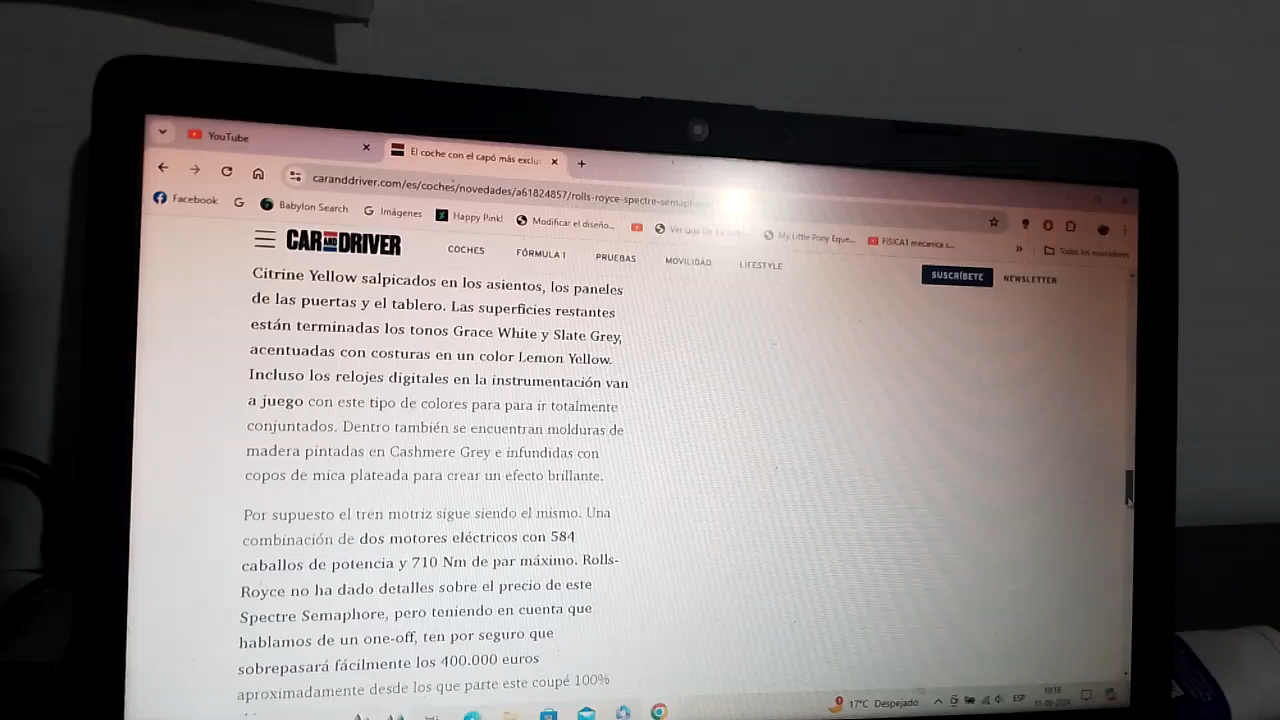 YouTube
El coche con el capó más exclu
caranddriver.com/es/coches/novedades/a61824857/rolls-royce-spectre-semaph
Facebook
Babylon Search
Imágenes
Happy Pink!
Modificar el diseño...
My Little Pony Eque...
FISICA1 mecanica c...
Todos los marcadores
CAR AND DRIVER
COCHES
FÓRMULA 1
PRUEBAS
MOVILIDAD
LIFESTYLE
SUSCRÍBETE
NEWSLETTER
Citrine Yellow salpicados en los asientos, los paneles
de las puertas y el tablero. Las superficies restantes
están terminadas los tonos Grace White y Slate Grey,
acentuadas con costuras en un color Lemon Yellow.
Incluso los relojes digitales en la instrumentación van
a juego con este tipo de colores para para ir totalmente
conjuntados. Dentro también se encuentran molduras de
madera pintadas en Cashmere Grey e infundidas con
copos de mica plateada para crear un efecto brillante.
Por supuesto el tren motriz sigue siendo el mismo. Una
combinación de dos motores eléctricos con 584
caballos de potencia y 710 Nm de par máximo. Rolls-
Royce no ha dado detalles sobre el precio de este
Spectre Semaphore, pero teniendo en cuenta que
hablamos de un one-off, ten por seguro que
sobrepasará fácilmente los 400.000 euros
aproximadamente desde los que parte este coupé 100%
17°C Despejado
ESP